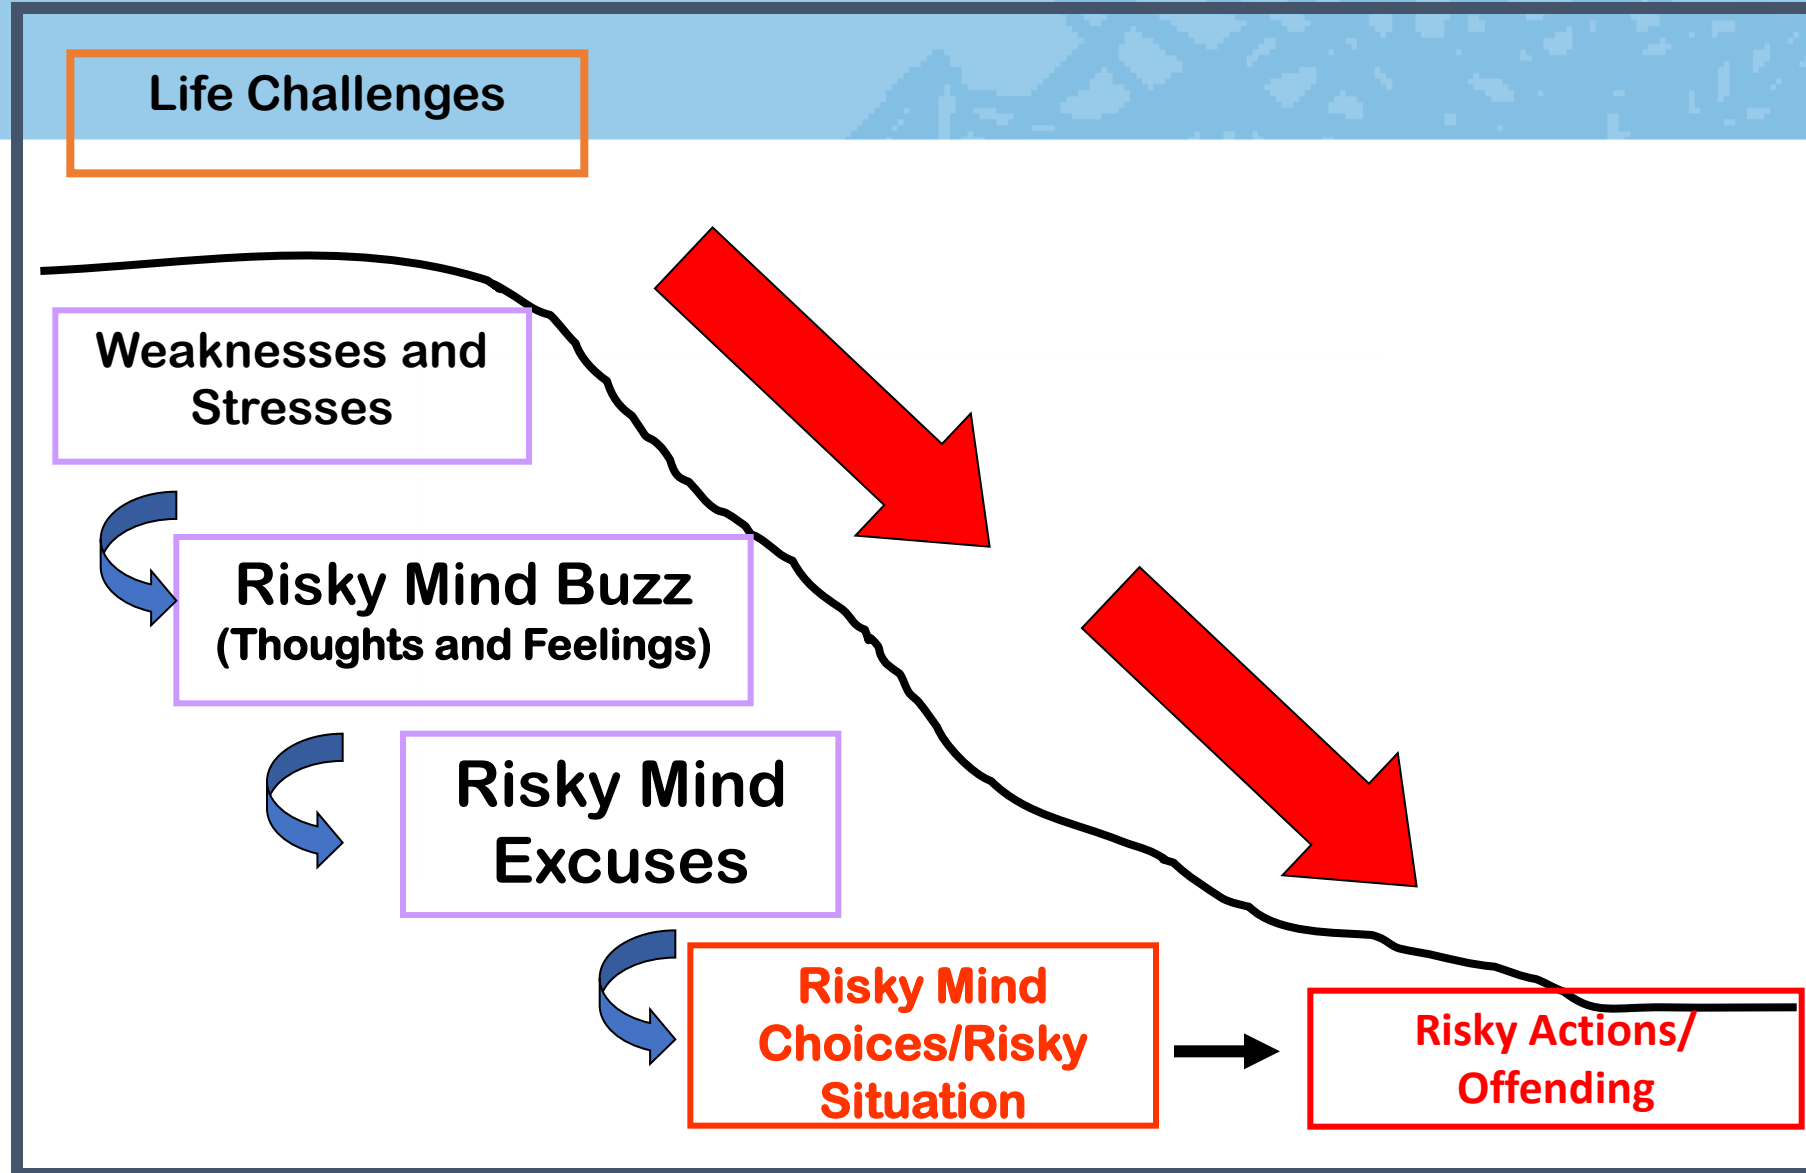 Life Challenges
Weaknesses and
Stresses
Risky Mind Buzz
(Thoughts and Feelings)
Risky Mind
Excuses
Risky Mind
Choices/Risky
Situation
Risky Actions/
Offending